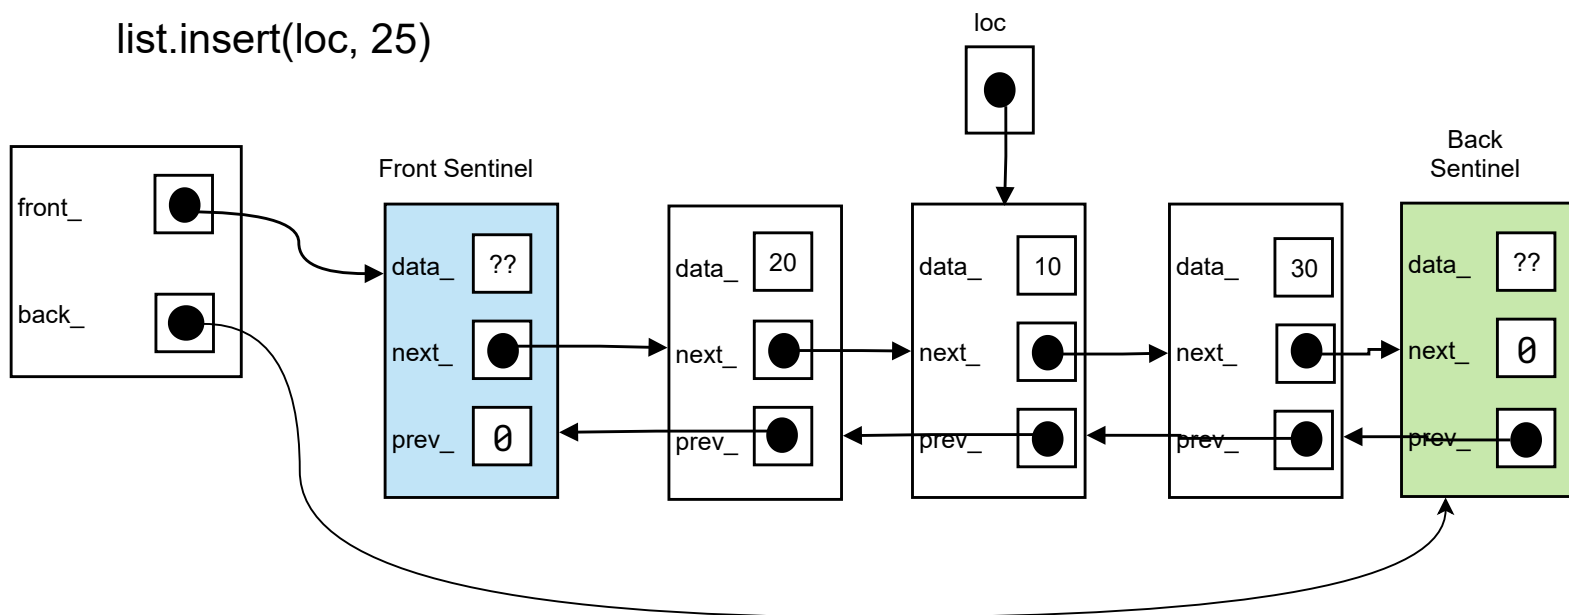 list.insert(loc, 25)
loc
front_
back_
Front Sentinel
data_ ??
next_
prev_ 0
data_ 20
next_
prev_
data_ 10
next_
prev_
data_ 30
next_
prev_
Back
Sentinel
data_ ??
next_ 0
prev_